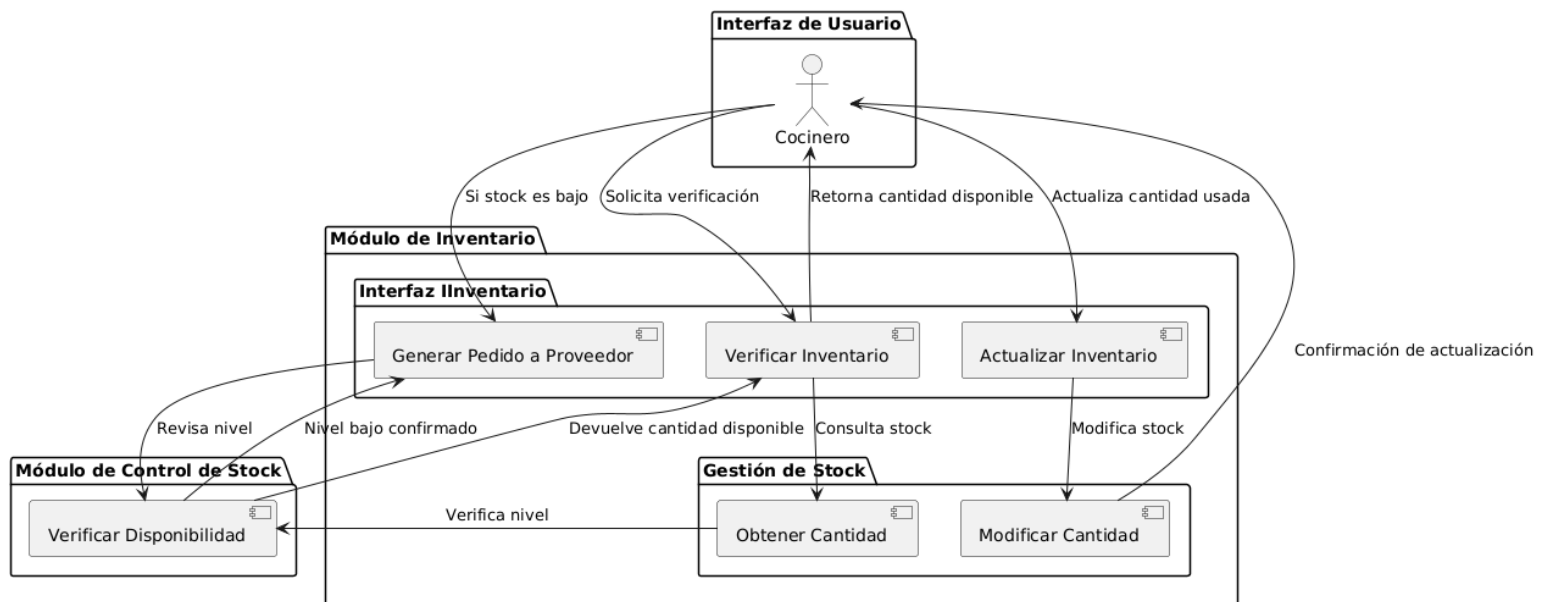 Interfaz de Usuario
Cocinero
Si stock es bajo
Solicita verificación
Retorna cantidad disponible
Actualiza cantidad usada
Módulo de Inventario
Interfaz IInventario
Generar Pedido a Proveedor
Verificar Inventario
Actualizar Inventario
Confirmación de actualización
Revisa nivel
Nivel bajo confirmado
Devuelve cantidad disponible
Consulta stock
Modifica stock
Módulo de Control de Stock
Gestión de Stock
Verificar Disponibilidad
Verifica nivel
Obtener Cantidad
Modificar Cantidad